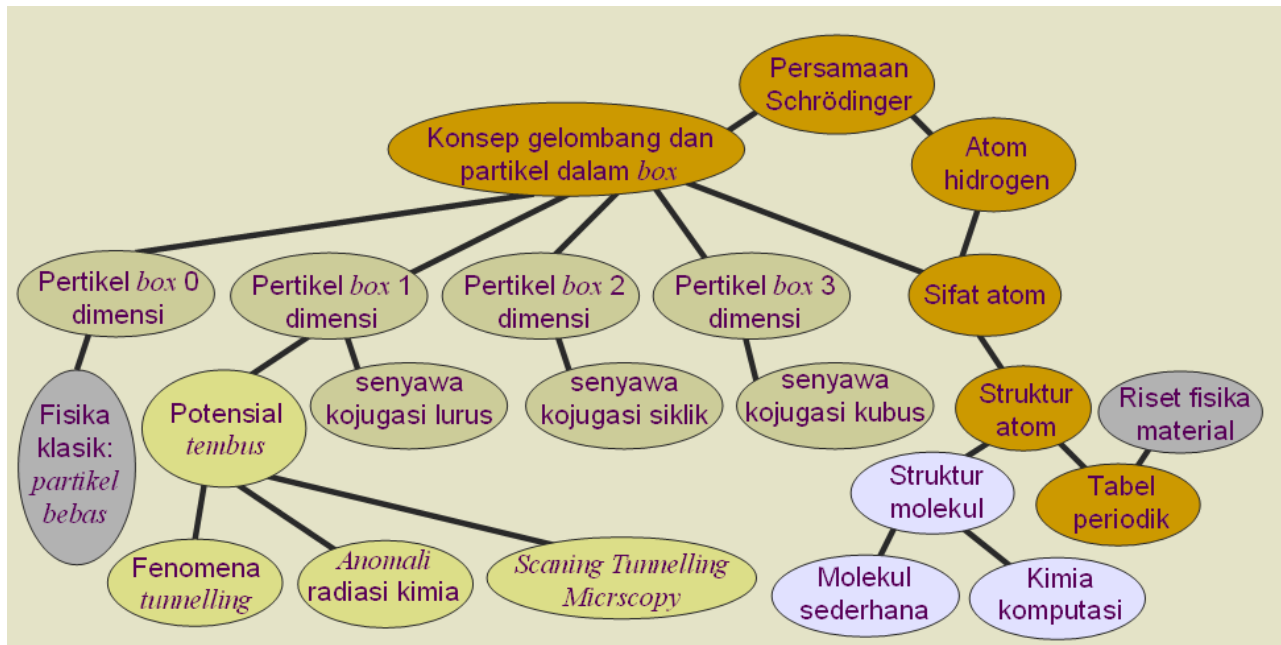 Persamaan
Schrödinger
Konsep gelombang dan
partikel dalam box
Atom
hidrogen
Pertikel box 0
dimensi
Pertikel box 1
dimensi
Pertikel box 2
dimensi
Pertikel box 3
dimensi
Sifat atom
Fisika
klasik:
partikel
bebas
Potensial
tembus
senyawa
kojugasi lurus
senyawa
kojugasi siklik
senyawa
kojugasi kubus
Struktur
atom
Riset fisika
material
Struktur
molekul
Tabel
periodik
Fenomena
tunnelling
Anomali
radiasi kimia
Scaning Tunnelling
Micrscopy
Molekul
sederhana
Kimia
komputasi